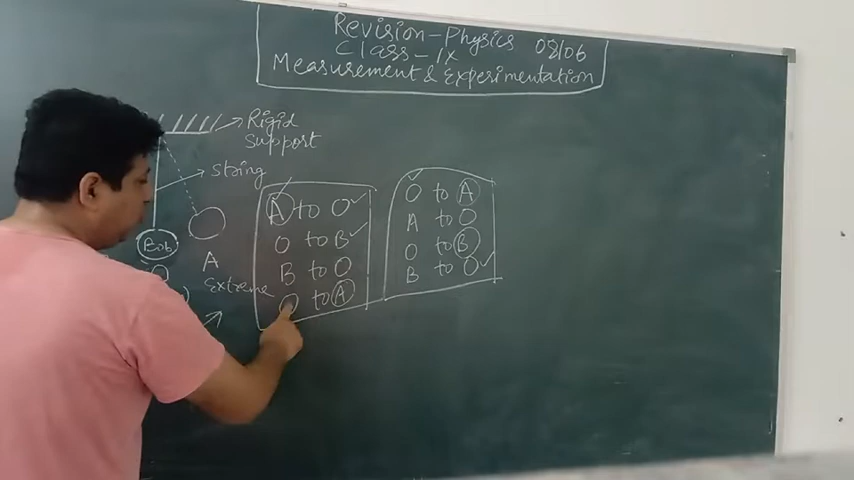 Revision-Physics 08/06
Class-IX
Measurement & Experimentation
Rigid
Support
String
Bob
A
Extreme
A to O
O to B
B to O
O to A
O to A
A to O
O to B
B to O